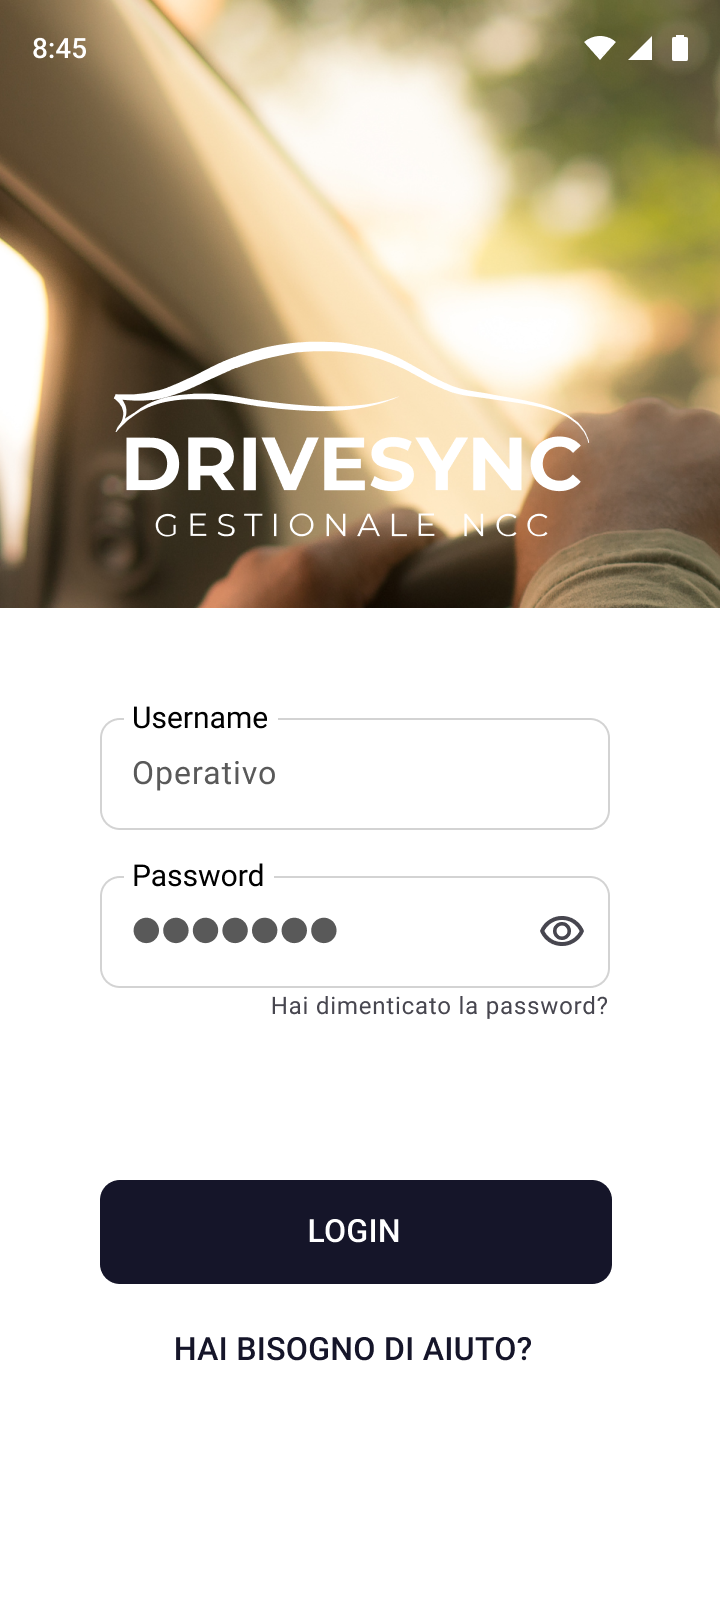 8:45
DRIVESYNC
GESTIONALE NCC
Username
Operativo
Password
Hai dimenticato la password?
LOGIN
HAI BISOGNO DI AIUTO?